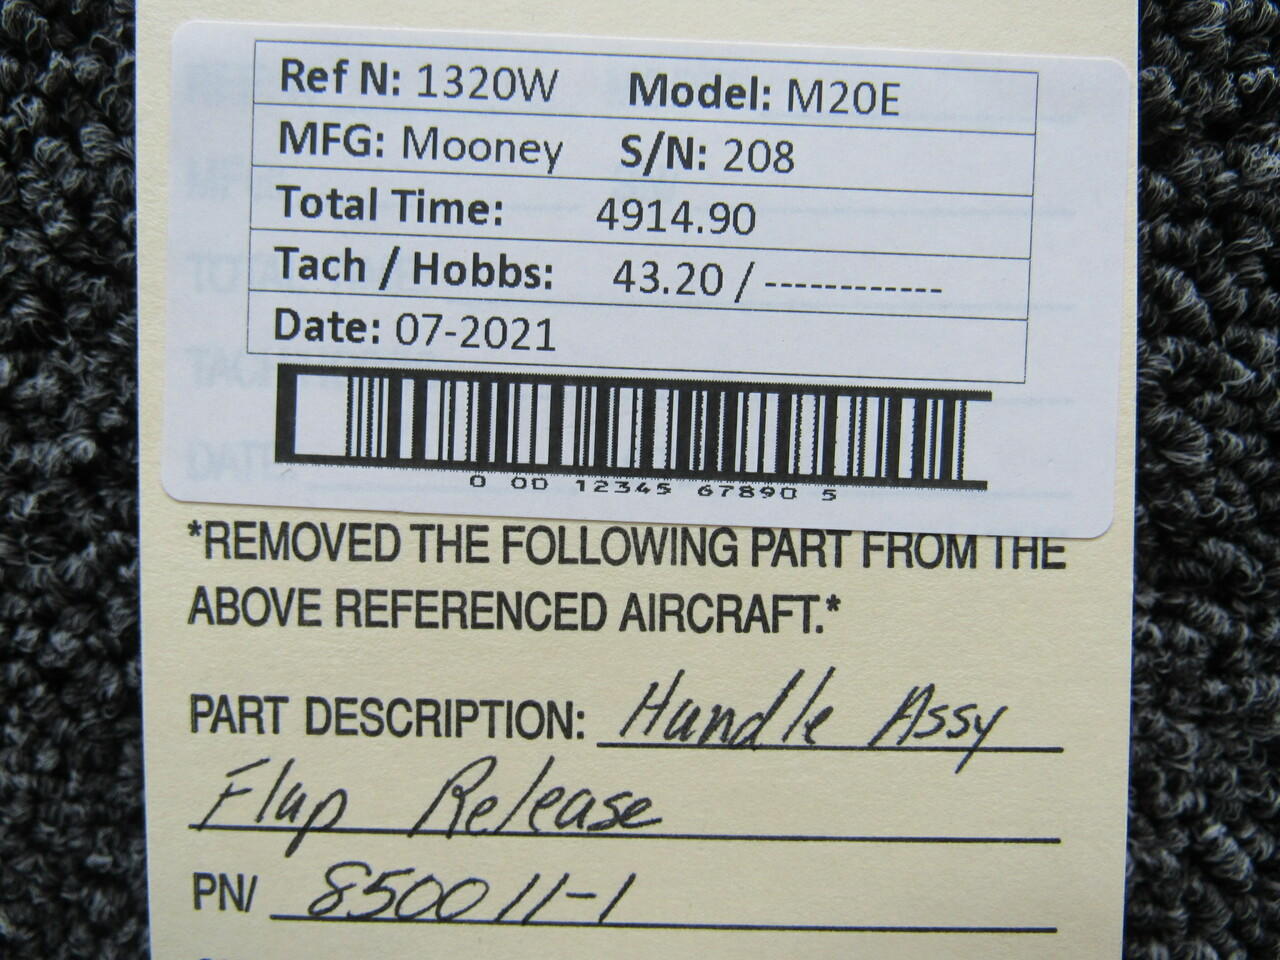 Ref N: 1320W Model: M20E
MFG: Mooney S/N: 208
Total Time: 4914.90
Tach / Hobbs: 43.20 / ------------
Date: 07-2021
0 00 12345 67890 5
*REMOVED THE FOLLOWING PART FROM THE
ABOVE REFERENCED AIRCRAFT.*
PART DESCRIPTION: Handle Assy
Flap Release
PN/ 850011-1